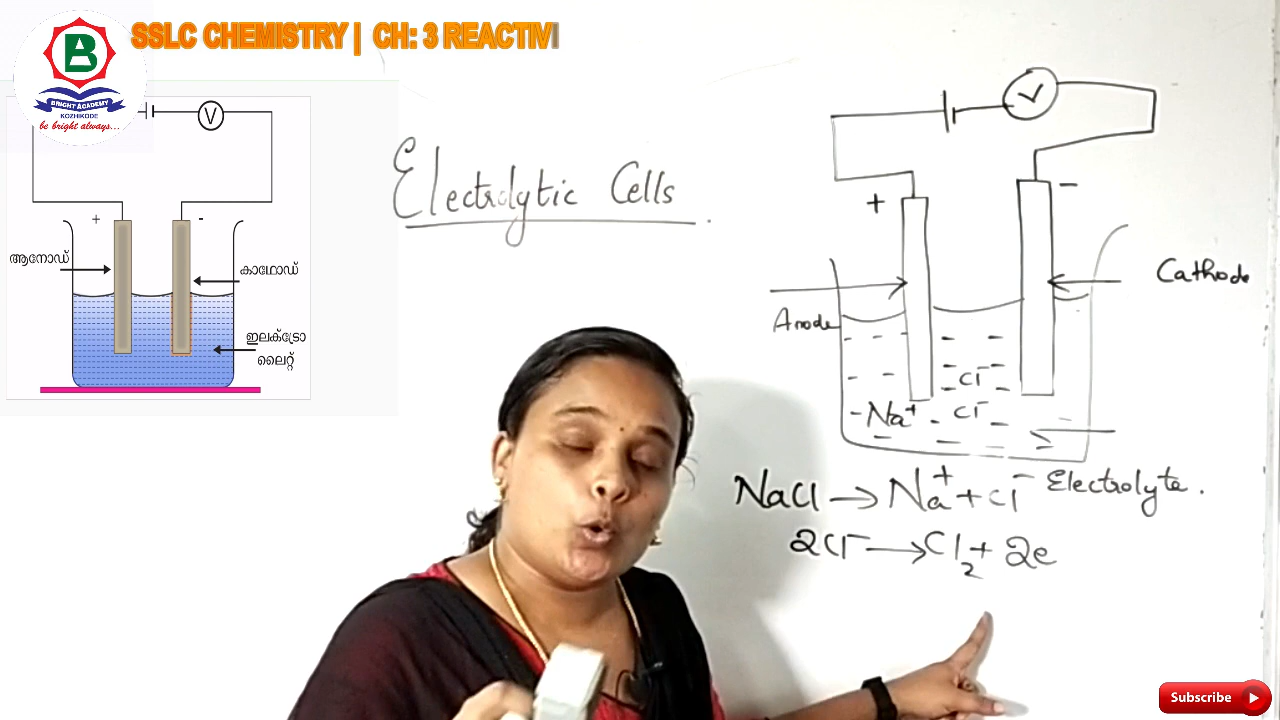 SSLC CHEMISTRY | CH: 3 REACTIVI
B
BRIGHT ACADEMY
KOZHIKODE
be bright always...
V
+ -
ആനോഡ്
കാഥോഡ്
ഇലക്ട്രോ
ലൈറ്റ്
Electrolytic Cells.
V
+ -
Cathode
Anode
Cl⁻
Na⁺ Cl⁻
Electrolyte.
NaCl → Na⁺ + Cl⁻
2Cl⁻ → Cl₂ + 2e
Subscribe